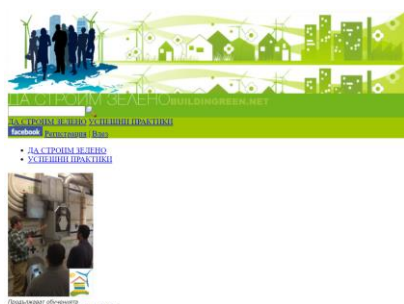 ДА СТРОИМ ЗЕЛЕНО BUILDINGREEN.NET
ДА СТРОИМ ЗЕЛЕНО УСПЕШНИ ПРАКТИКИ
facebook Регистрация | Вход
ДА СТРОИМ ЗЕЛЕНО
УСПЕШНИ ПРАКТИКИ
Продължават обученията